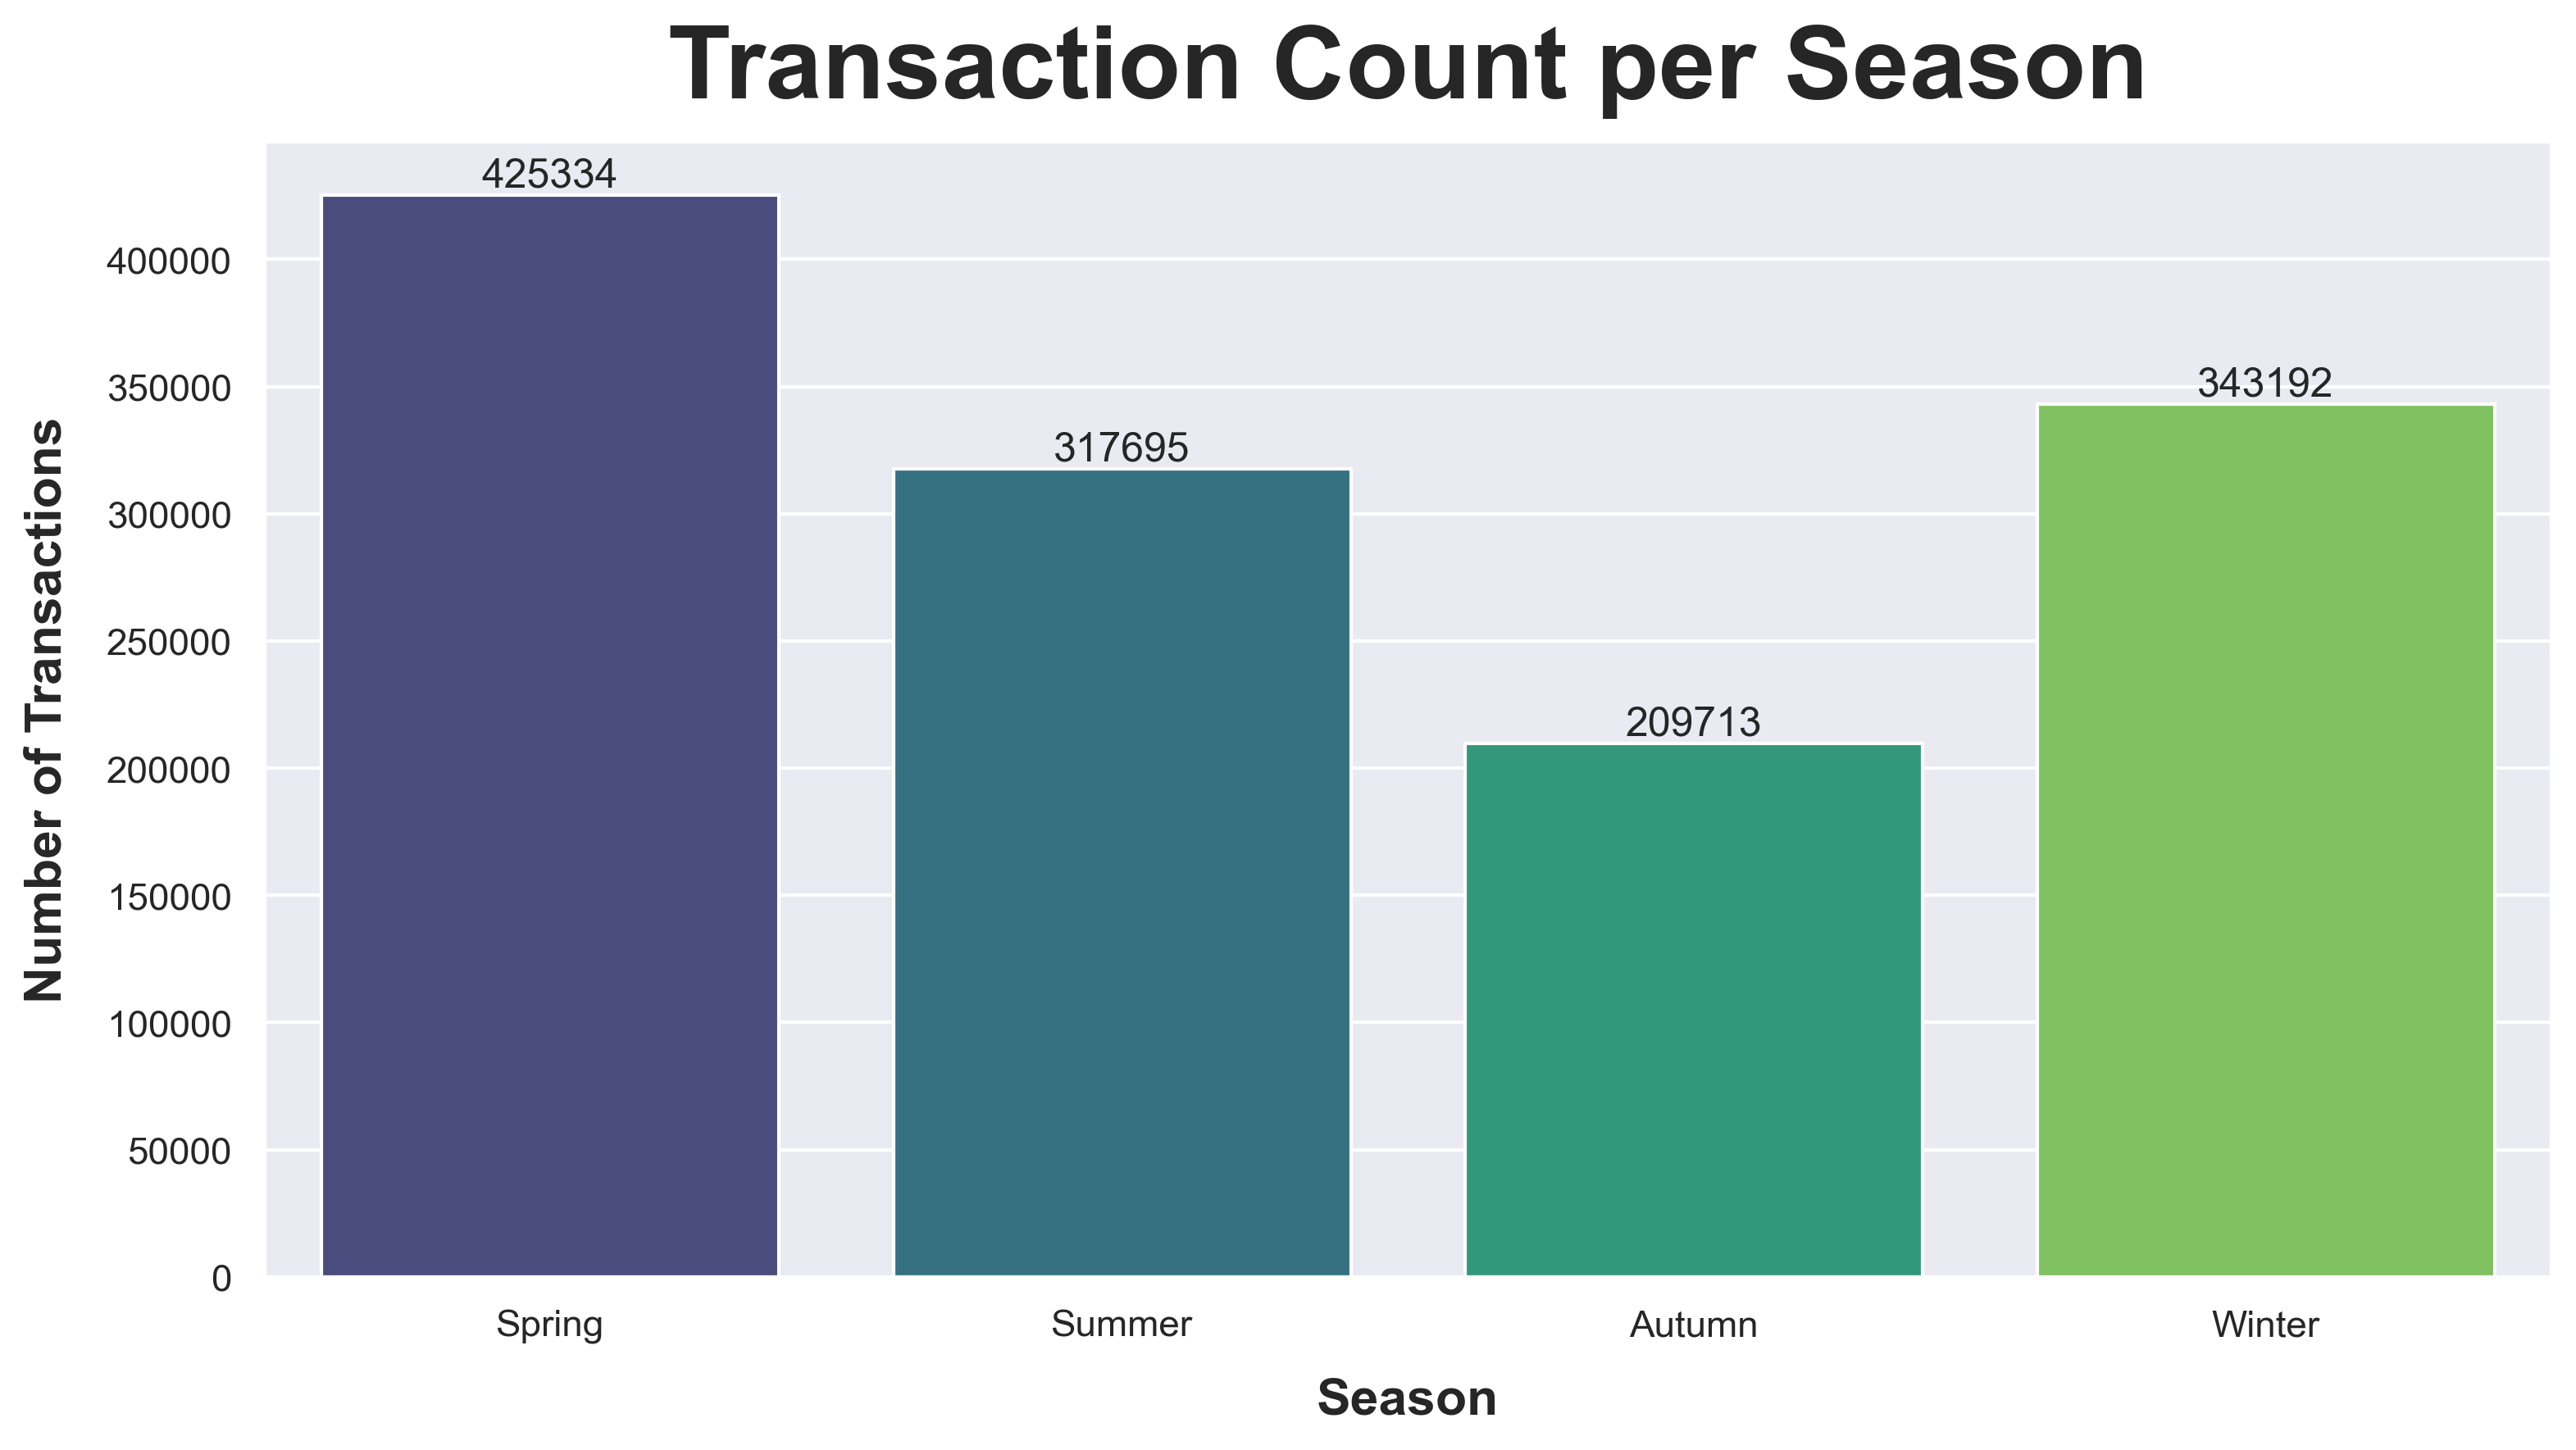 Transaction Count per Season
Number of Transactions
400000
350000
300000
250000
200000
150000
100000
50000
0
425334
317695
209713
343192
Spring
Summer
Autumn
Winter
Season